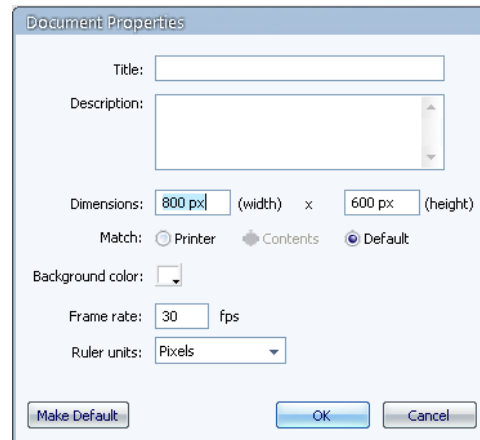 Document Properties
Title:
Description:
Dimensions: 800 px (width) x 600 px (height)
Match: Printer Contents Default
Background color:
Frame rate: 30 fps
Ruler units: Pixels
Make Default OK Cancel